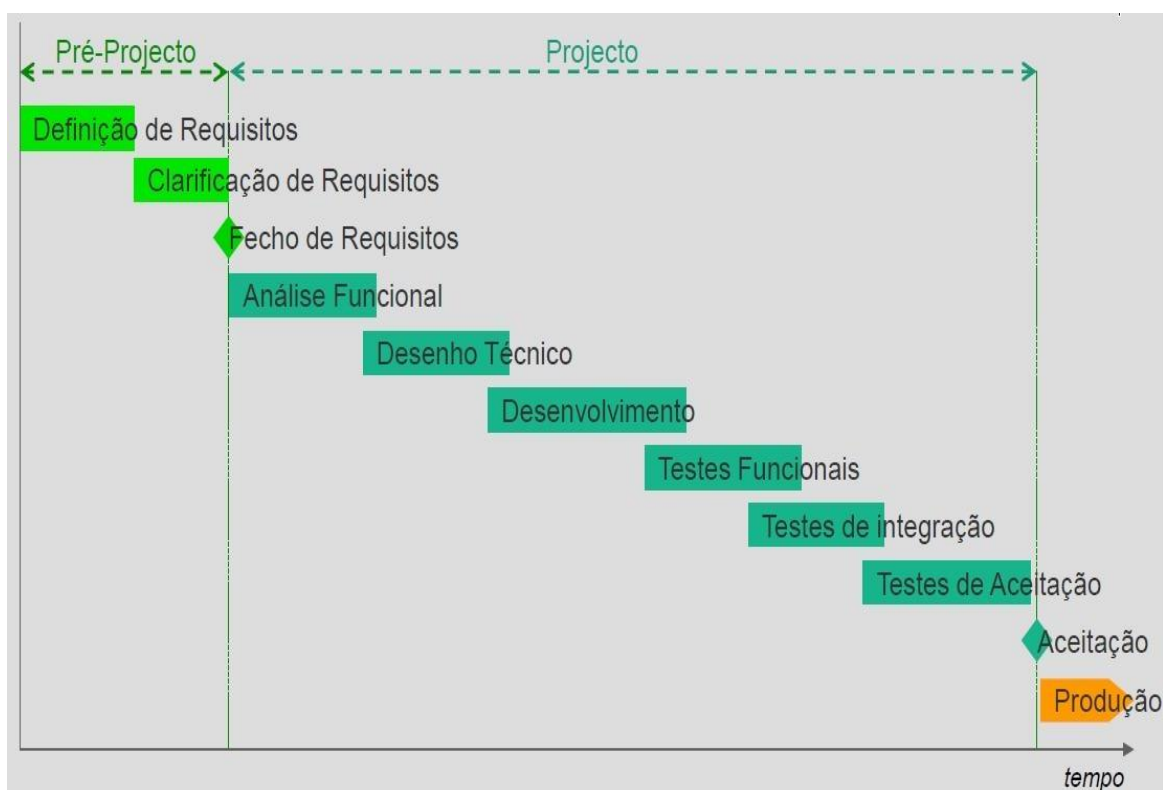 Pré-Projecto
Projecto
Definição de Requisitos
Clarificação de Requisitos
Fecho de Requisitos
Análise Funcional
Desenho Técnico
Desenvolvimento
Testes Funcionais
Testes de integração
Testes de Aceitação
Aceitação
Produção
tempo